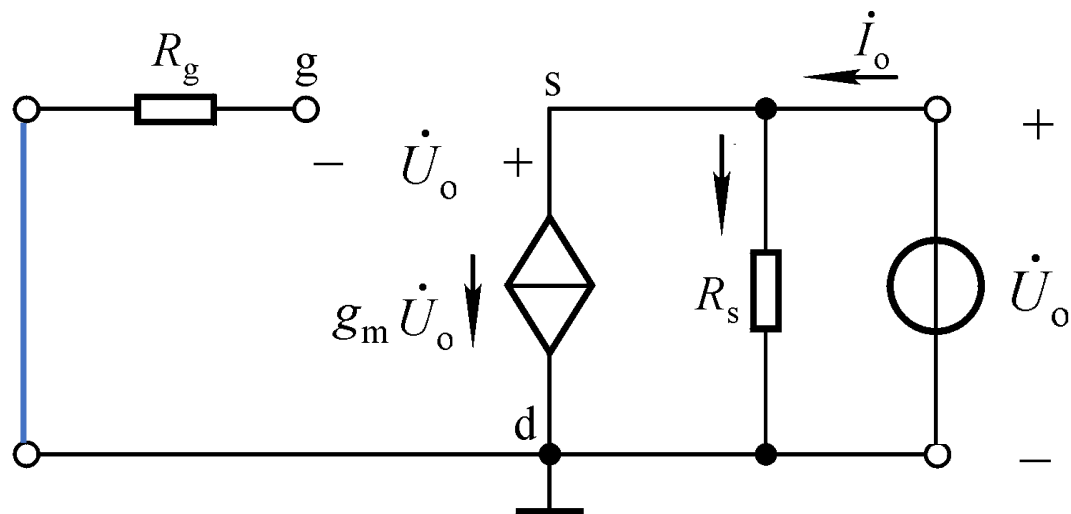 R_g g s İ_o
− U̇_o + +
g_m U̇_o R_s U̇_o
d −